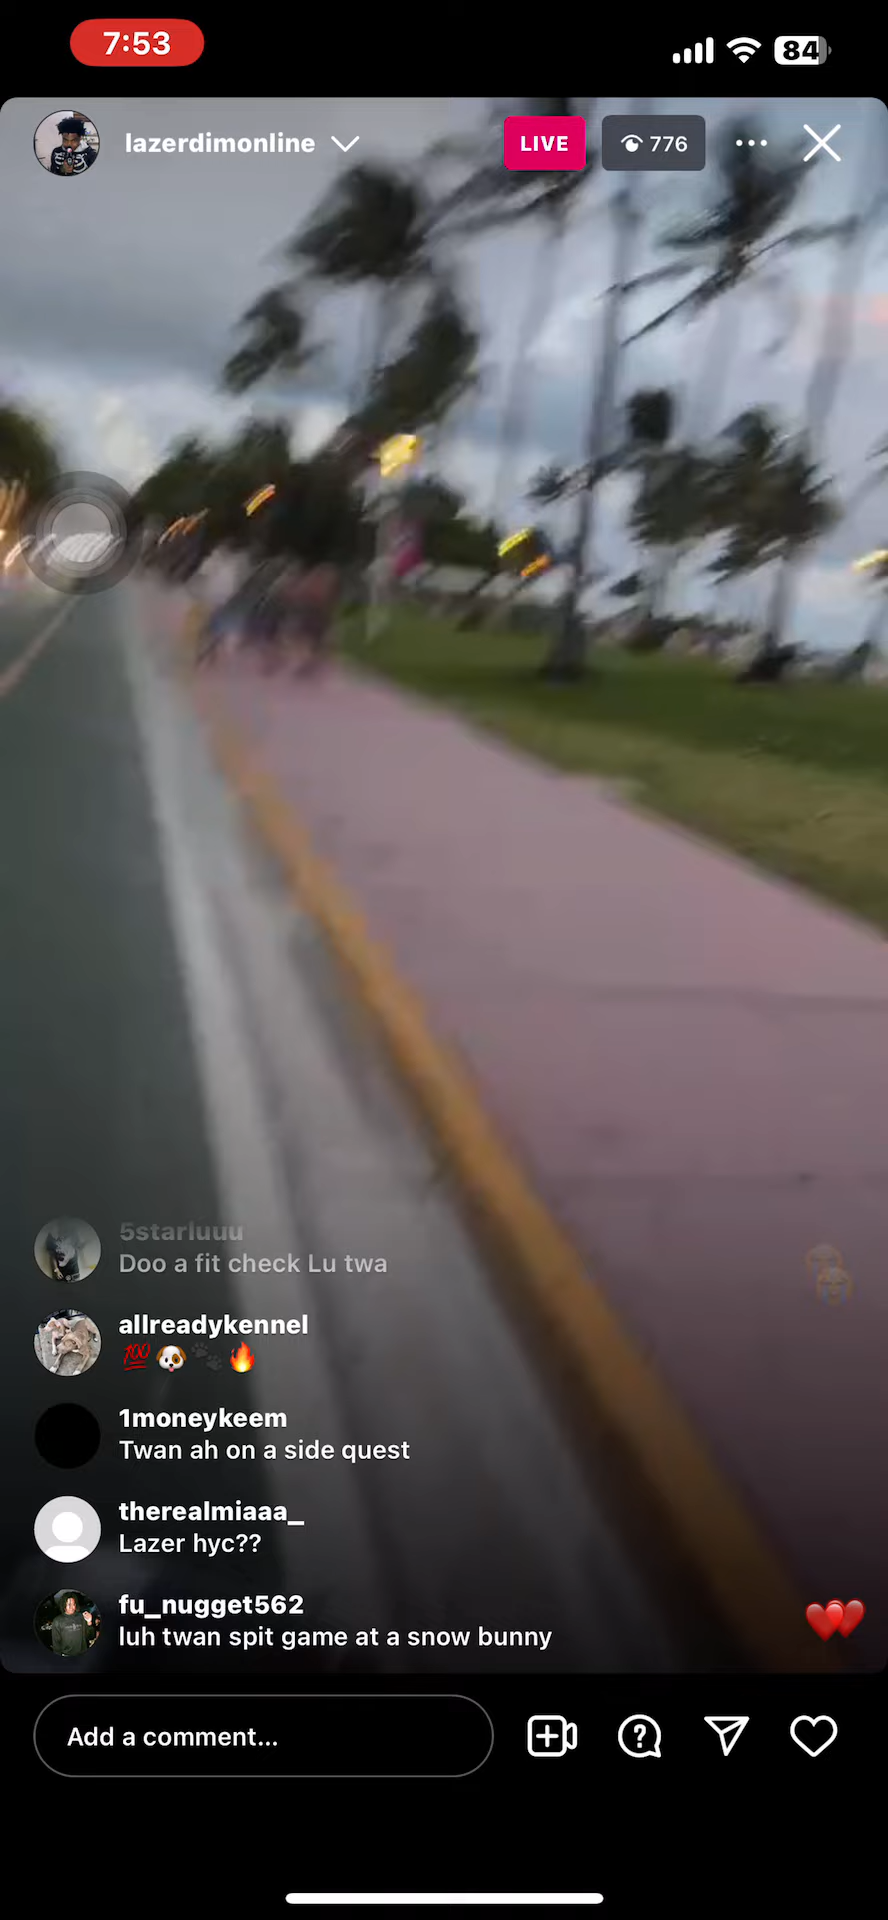 7:53
84
lazerdimonline
LIVE
776
5starluuu
Doo a fit check Lu twa
allreadykennel
💯🐶🐾🔥
1moneykeem
Twan ah on a side quest
therealmiaaa_
Lazer hyc??
fu_nugget562
luh twan spit game at a snow bunny
Add a comment...